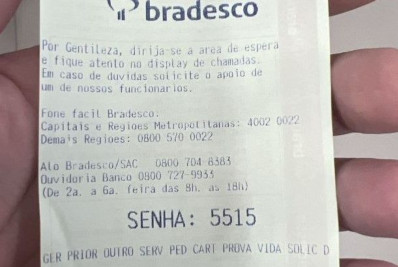 bradesco
Por Gentileza, dirija-se a area de espera
e fique atento no display de chamadas.
Em caso de duvidas solicite o apoio de
um de nossos funcionarios.
Fone facil Bradesco:
Capitais e Regioes Metropolitanas: 4002 0022
Demais Regioes: 0800 570 0022
Alo Bradesco/SAC 0800 704 8383
Ouvidoria Banco 0800 727-9933
(De 2a. a 6a. feira das 8h. as 18h)
SENHA: 5515
GER PRIOR OUTRO SERV PED CART PROVA VIDA SOLIC D